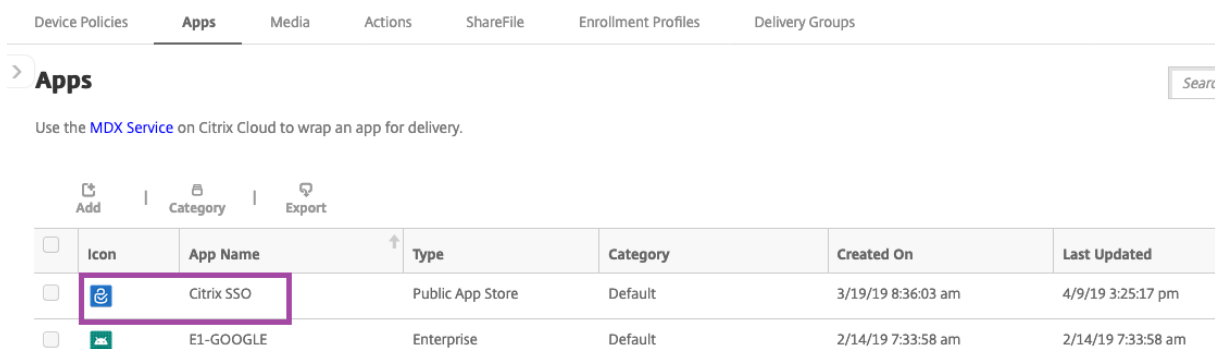 Device Policies Apps Media Actions ShareFile Enrollment Profiles Delivery Groups
Apps
Use the MDX Service on Citrix Cloud to wrap an app for delivery.
Add | Category | Export
Icon App Name Type Category Created On Last Updated
Citrix SSO Public App Store Default 3/19/19 8:36:03 am 4/9/19 3:25:17 pm
E1-GOOGLE Enterprise Default 2/14/19 7:33:58 am 2/14/19 7:33:58 am